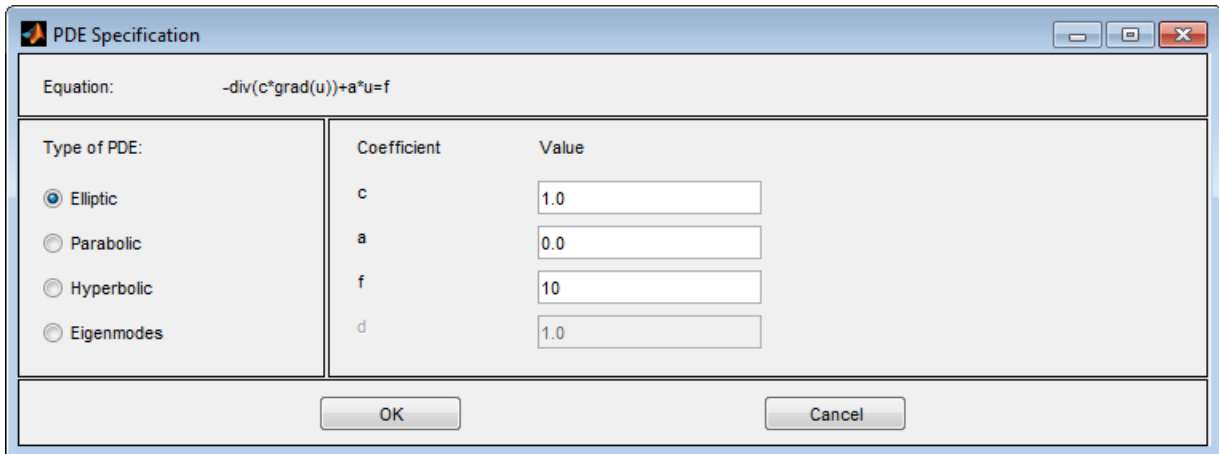 PDE Specification
Equation: -div(c*grad(u))+a*u=f
Type of PDE:
Elliptic
Parabolic
Hyperbolic
Eigenmodes
Coefficient Value
c 1.0
a 0.0
f 10
d 1.0
OK Cancel